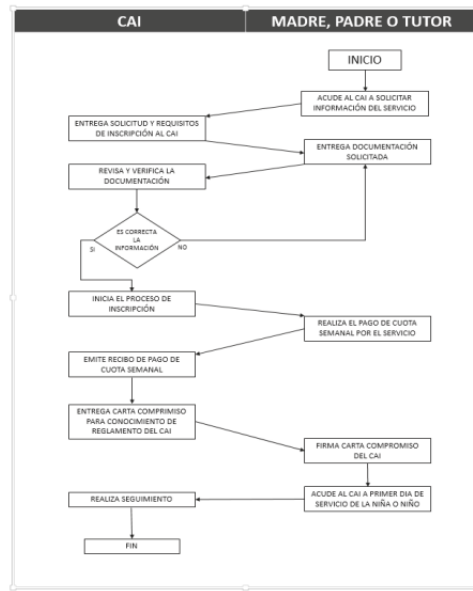 CAI
MADRE, PADRE O TUTOR
INICIO
ACUDE AL CAI A SOLICITAR
INFORMACIÓN DEL SERVICIO
ENTREGA SOLICITUD Y REQUISITOS
DE INSCRIPCIÓN AL CAI
ENTREGA DOCUMENTACIÓN
SOLICITADA
REVISA Y VERIFICA LA
DOCUMENTACIÓN
ES CORRECTA
LA
INFORMACIÓN
SI
NO
INICIA EL PROCESO DE
INSCRIPCIÓN
REALIZA EL PAGO DE CUOTA
SEMANAL POR EL SERVICIO
EMITE RECIBO DE PAGO DE
CUOTA SEMANAL
ENTREGA CARTA COMPRIMISO
PARA CONOCIMIENTO DE
REGLAMENTO DEL CAI
FIRMA CARTA COMPROMISO
DEL CAI
ACUDE AL CAI A PRIMER DIA DE
SERVICIO DE LA NIÑA O NIÑO
REALIZA SEGUIMIENTO
FIN